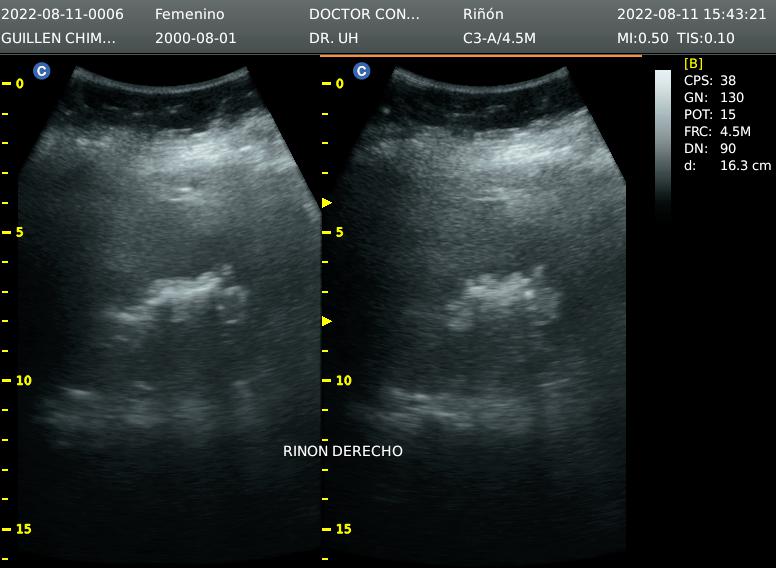 2022-08-11-0006 Femenino DOCTOR CON... Riñón 2022-08-11 15:43:21
GUILLEN CHIM... 2000-08-01 DR. UH C3-A/4.5M MI:0.50 TIS:0.10
C C
[B]
CPS: 38
GN: 130
POT: 15
FRC: 4.5M
DN: 90
d: 16.3 cm
0 0
5 5
10 10
RINON DERECHO
15 15